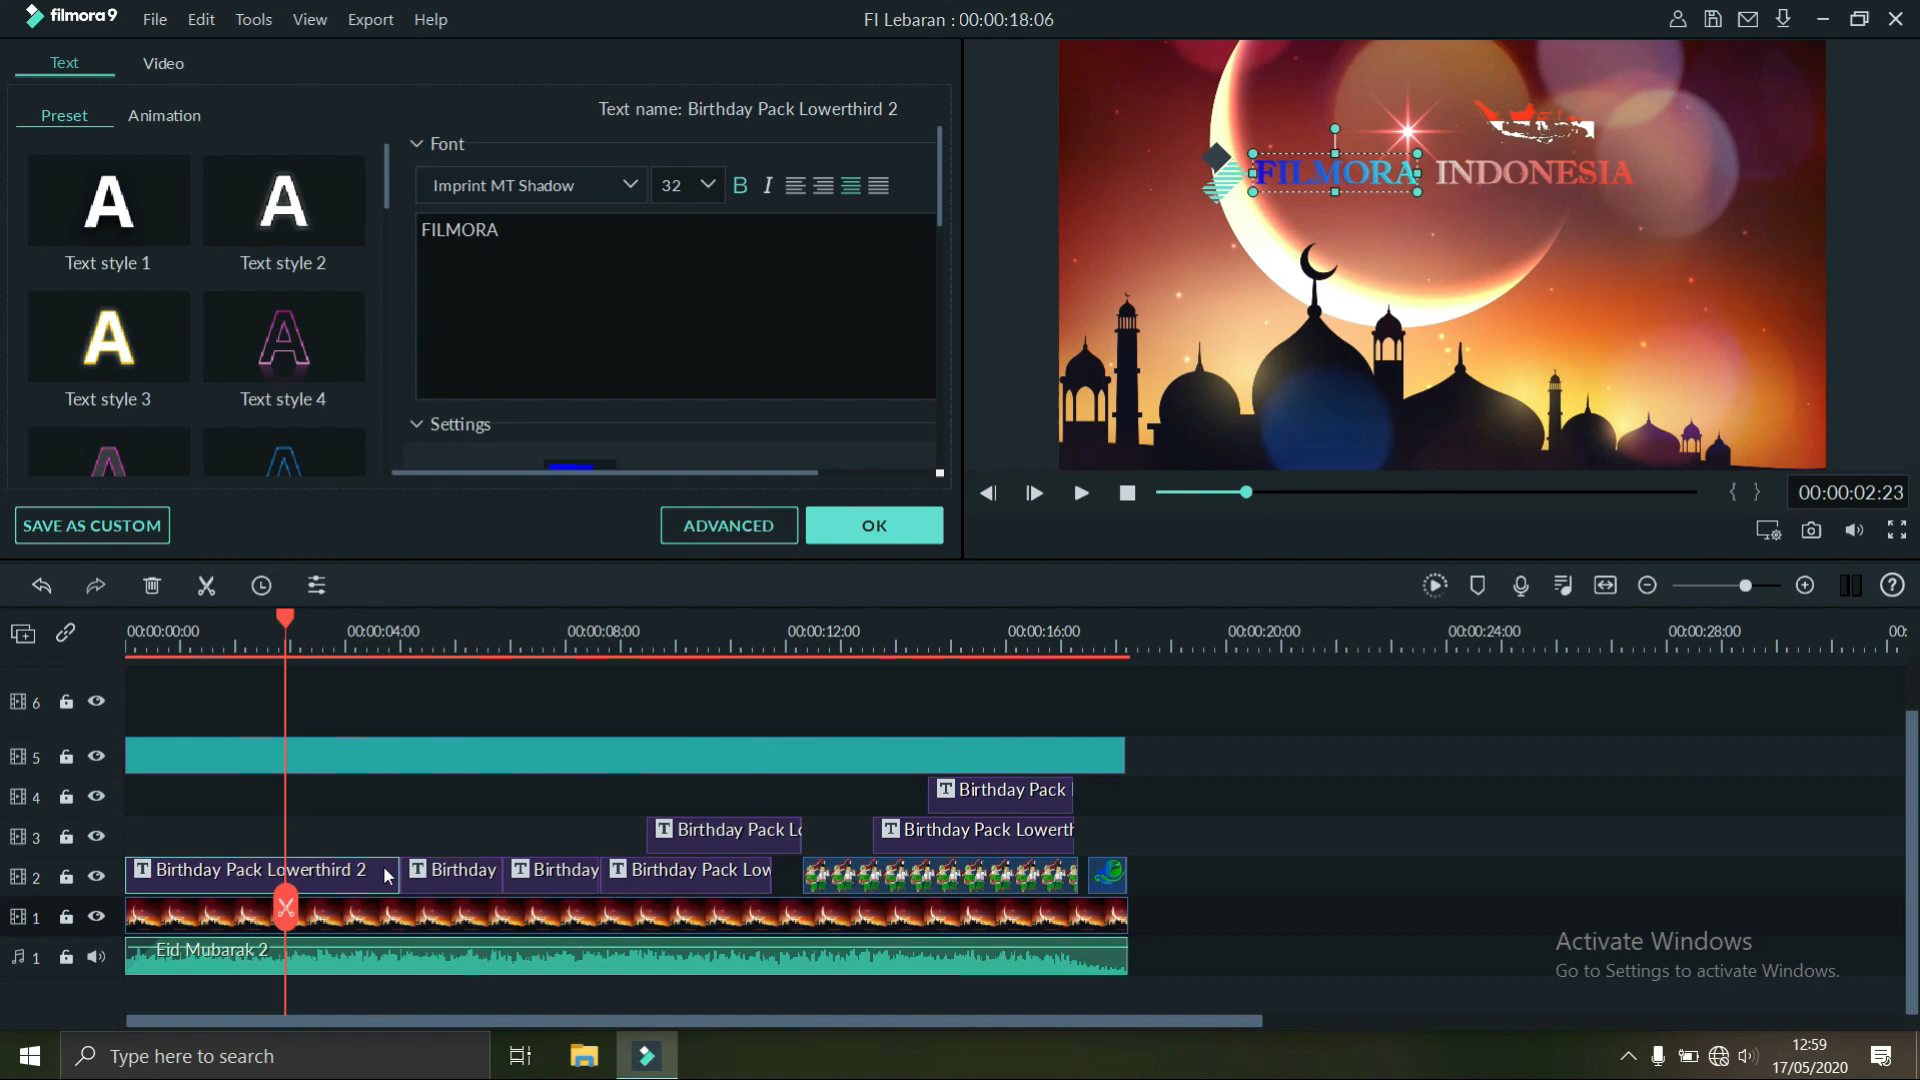 filmora9 File Edit Tools View Export Help FI Lebaran : 00:00:18:06
Text Video
Preset Animation Text name: Birthday Pack Lowerthird 2
Font
Imprint MT Shadow 32 B I
FILMORA
A A
Text style 1 Text style 2
A A
Text style 3 Text style 4
A A
Settings
SAVE AS CUSTOM ADVANCED OK
FILMORA INDONESIA
{ } 00:00:02:23
00:00:00:00 00:00:04:00 00:00:08:00 00:00:12:00 00:00:16:00 00:00:20:00 00:00:24:00 00:00:28:00 00:
6
5
4 T Birthday Pack
3 T Birthday Pack Lo T Birthday Pack Lowerth
2 T Birthday Pack Lowerthird 2 T Birthday T Birthday T Birthday Pack Low
1
1 Eid Mubarak 2
Activate Windows
Go to Settings to activate Windows.
Type here to search 12:59
17/05/2020